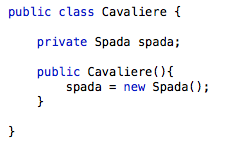 public class Cavaliere {
private Spada spada;
public Cavaliere(){
spada = new Spada();
}
}